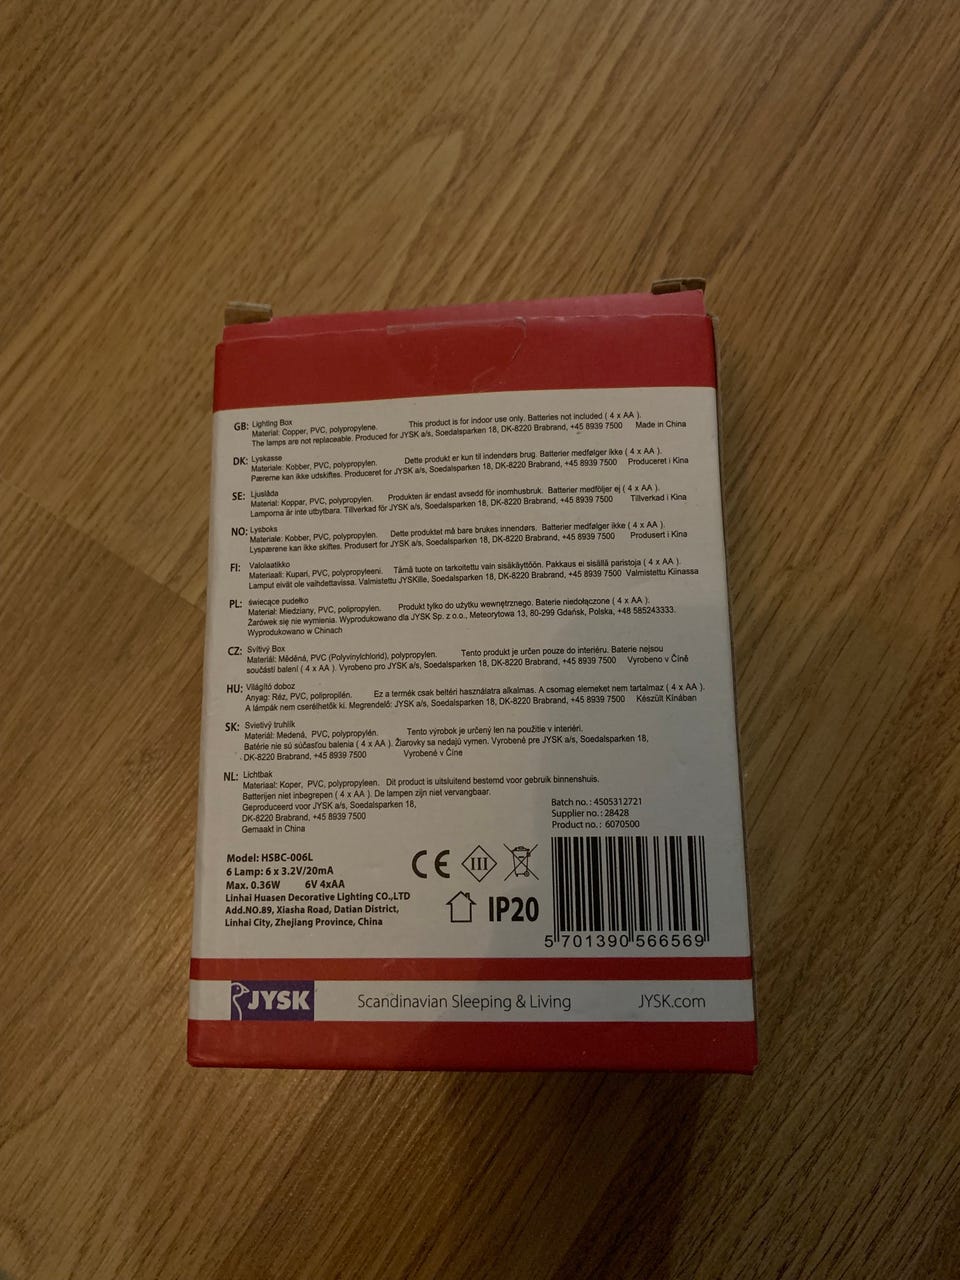 GB: Lighting Box
Material: Copper, PVC, polypropylene. This product is for indoor use only. Batteries not included ( 4 x AA ).
The lamps are not replaceable. Produced for JYSK a/s, Soedalsparken 18, DK-8220 Brabrand, +45 8939 7500 Made in China
DK: Lyskasse
Materiale: Kobber, PVC, polypropylen. Dette produkt er kun til indendørs brug. Batterier medfølger ikke ( 4 x AA ).
Pærerne kan ikke udskiftes. Produceret for JYSK a/s, Soedalsparken 18, DK-8220 Brabrand, +45 8939 7500 Produceret i Kina
SE: Ljuslåda
Material: Koppar, PVC, polypropylen. Produkten är endast avsedd för inomhusbruk. Batterier medföljer ej ( 4 x AA ).
Lamporna är inte utbytbara. Tillverkad för JYSK a/s, Soedalsparken 18, DK-8220 Brabrand, +45 8939 7500 Tillverkad i Kina
NO: Lysboks
Materiale: Kobber, PVC, polypropylen. Dette produktet må bare brukes innendørs. Batterier medfølger ikke ( 4 x AA ).
Lyspærene kan ikke skiftes. Produsert for JYSK a/s, Soedalsparken 18, DK-8220 Brabrand, +45 8939 7500 Produsert i Kina
FI: Valolaatikko
Materiaali: Kupari, PVC, polypropyleeni. Tämä tuote on tarkoitettu vain sisäkäyttöön. Pakkaus ei sisällä paristoja ( 4 x AA ).
Lamput eivät ole vaihdettavissa. Valmistettu JYSKille, Soedalsparken 18, DK-8220 Brabrand, +45 8939 7500 Valmistettu Kiinassa
PL: świecące pudełko
Materiał: Miedziany, PVC, polipropylen. Produkt tylko do użytku wewnętrznego. Baterie niedołączone ( 4 x AA ).
Żarówek się nie wymienia. Wyprodukowano dla JYSK Sp. z o.o., Meteorytowa 13, 80-299 Gdańsk, Polska, +48 585243333.
Wyprodukowano w Chinach
CZ: Svítivý Box
Materiál: Měděná, PVC (Polyvinylchlorid), polypropylen. Tento produkt je určen pouze do interiéru. Baterie nejsou
součástí balení ( 4 x AA ). Vyrobeno pro JYSK a/s, Soedalsparken 18, DK-8220 Brabrand, +45 8939 7500 Vyrobeno v Číně
HU: Világító doboz
Anyag: Réz, PVC, polipropilén. Ez a termék csak beltéri használatra alkalmas. A csomag elemeket nem tartalmaz ( 4 x AA ).
A lámpák nem cserélhetők ki. Megrendelő: JYSK a/s, Soedalsparken 18, DK-8220 Brabrand, +45 8939 7500 Készült Kínában
SK: Svietivý truhlík
Materiál: Medená, PVC, polypropylén. Tento výrobok je určený len na použitie v interiéri.
Batérie nie sú súčasťou balenia ( 4 x AA ). Žiarovky sa nedajú vymen. Vyrobené pre JYSK a/s, Soedalsparken 18,
DK-8220 Brabrand, +45 8939 7500 Vyrobené v Číne
NL: Lichtbak
Materiaal: Koper, PVC, polypropyleen. Dit product is uitsluitend bestemd voor gebruik binnenshuis.
Batterijen niet inbegrepen ( 4 x AA ). De lampen zijn niet vervangbaar.
Geproduceerd voor JYSK a/s, Soedalsparken 18,
DK-8220 Brabrand, +45 8939 7500
Gemaakt in China
Batch no.: 4505312721
Supplier no.: 28428
Product no.: 6070500
Model: HSBC-006L
6 Lamp: 6 x 3.2V/20mA
Max. 0.36W 6V 4xAA
Linhai Huasen Decorative Lighting CO.,LTD
Add.NO.89, Xiasha Road, Datian District,
Linhai City, Zhejiang Province, China
CE III
IP20
5 701390 566569
JYSK Scandinavian Sleeping & Living JYSK.com